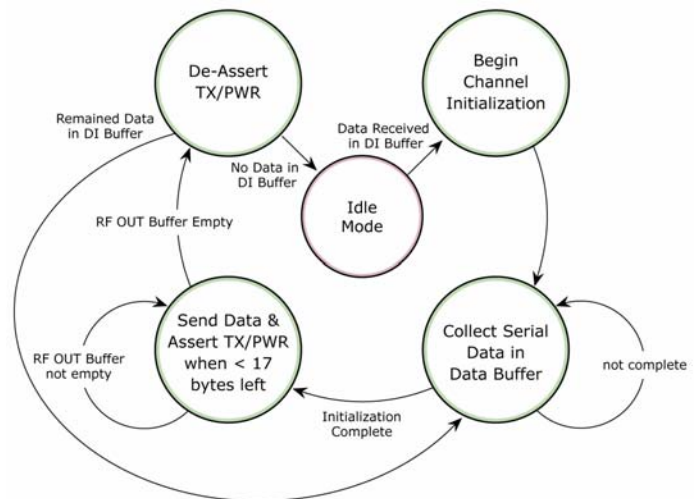 De-Assert
TX/PWR
Begin
Channel
Initialization
Remained Data
in DI Buffer
Data Received
in DI Buffer
No Data in
DI Buffer
Idle
Mode
RF OUT Buffer Empty
Send Data &
Assert TX/PWR
when < 17
bytes left
Collect Serial
Data in
Data Buffer
RF OUT Buffer
not empty
not complete
Initialization
Complete